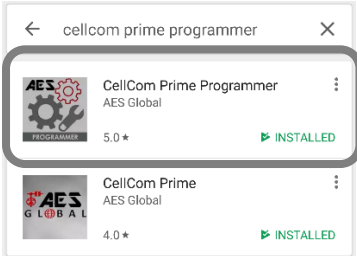 cellcom prime programmer
AES
PROGRAMMER
CellCom Prime Programmer
AES Global
5.0★
INSTALLED
AES
GLOBAL
CellCom Prime
AES Global
4.0★
INSTALLED